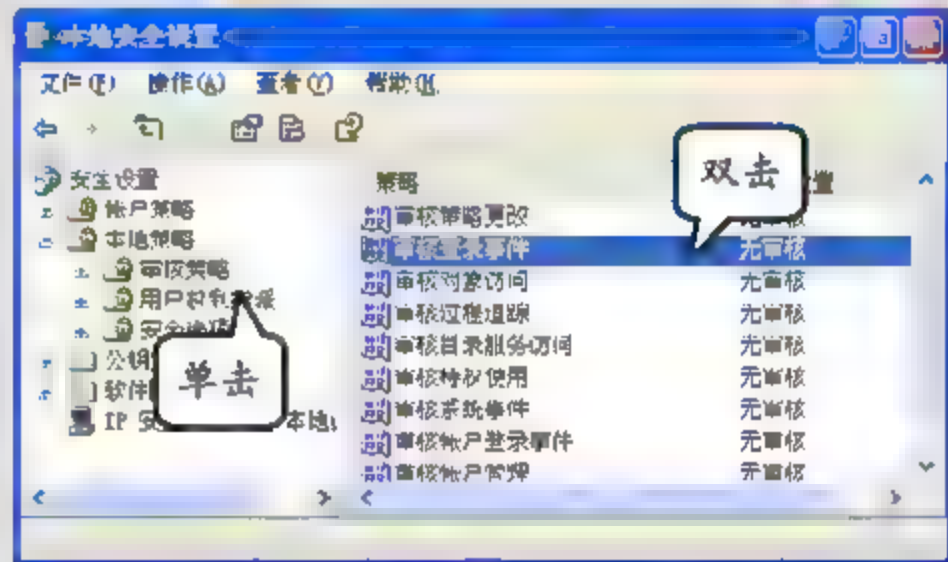 本地安全设置
文件(F) 操作(A) 查看(V) 帮助(H)
安全设置
帐户策略
本地策略
审核策略
用户权利
安全选项
公钥
软件
IP 安 本地
单击
策略
双击
置
审核策略更改 无审核
审核登录事件 无审核
审核对象访问 无审核
审核过程追踪 无审核
审核目录服务访问 无审核
审核特权使用 无审核
审核系统事件 无审核
审核帐户登录事件 无审核
审核帐户管理 无审核